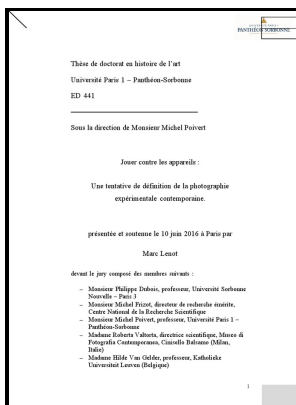 PANTHÉON SORBONNE
Thèse de doctorat en histoire de l'art
Université Paris 1 – Panthéon-Sorbonne
ED 441
Sous la direction de Monsieur Michel Poivert
Jouer contre les appareils :
Une tentative de définition de la photographie
expérimentale contemporaine.
présentée et soutenue le 10 juin 2016 à Paris par
Marc Lenot
devant le jury composé des membres suivants :
– Monsieur Philippe Dubois, professeur, Université Sorbonne
Nouvelle – Paris 3
– Monsieur Michel Frizot, directeur de recherche émérite,
Centre National de la Recherche Scientifique
– Monsieur Michel Poivert, professeur, Université Paris 1 –
Panthéon-Sorbonne
– Madame Roberta Valtorta, directrice scientifique, Museo di
Fotografia Contemporanea, Cinisello Balsamo (Milan,
Italie)
– Madame Hilde Van Gelder, professeur, Katholieke
Universiteit Leuven (Belgique)
1